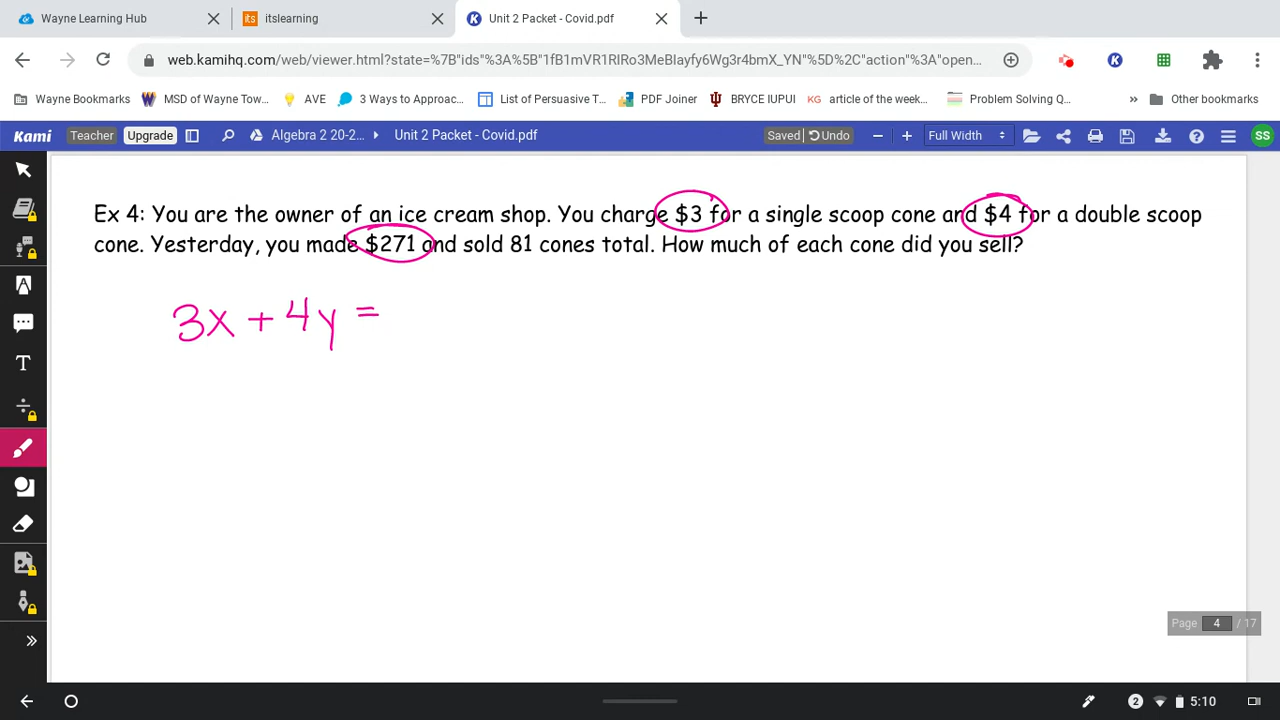 Wayne Learning Hub
its itslearning
K Unit 2 Packet - Covid.pdf
web.kamihq.com/web/viewer.html?state=%7B"ids"%3A%5B"1fB1mVR1RIRo3MeBIayfy6Wg3r4bmX_YN"%5D%2C"action"%3A"open...
K
Wayne Bookmarks
MSD of Wayne Tow...
AVE
3 Ways to Approac...
List of Persuasive T...
PDF Joiner
BRYCE IUPUI
KG article of the week...
Problem Solving Q...
» Other bookmarks
Kami Teacher Upgrade Algebra 2 20-2... Unit 2 Packet - Covid.pdf Saved Undo Full Width SS
Ex 4: You are the owner of an ice cream shop. You charge $3 for a single scoop cone and $4 for a double scoop
cone. Yesterday, you made $271 and sold 81 cones total. How much of each cone did you sell?
3x + 4y =
Page 4 / 17
2 5:10